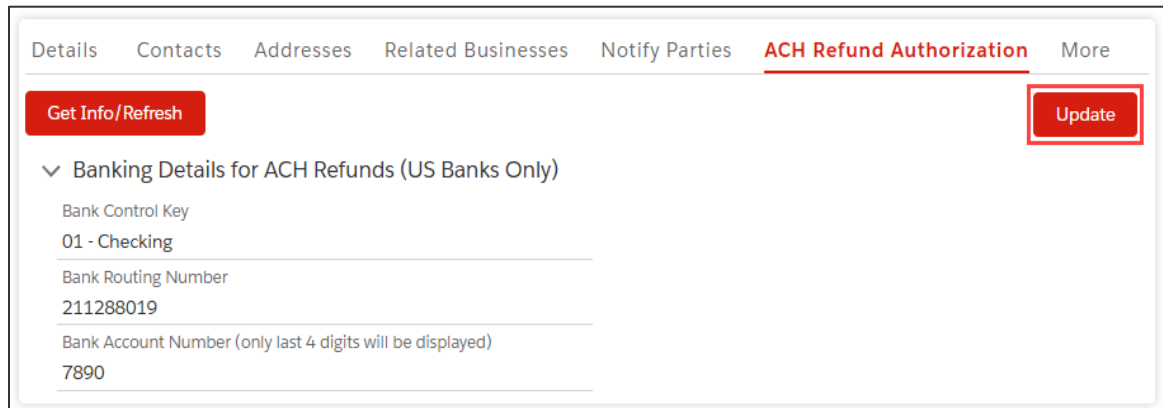 Details Contacts Addresses Related Businesses Notify Parties ACH Refund Authorization More
Get Info/Refresh Update
Banking Details for ACH Refunds (US Banks Only)
Bank Control Key
01 - Checking
Bank Routing Number
211288019
Bank Account Number (only last 4 digits will be displayed)
7890